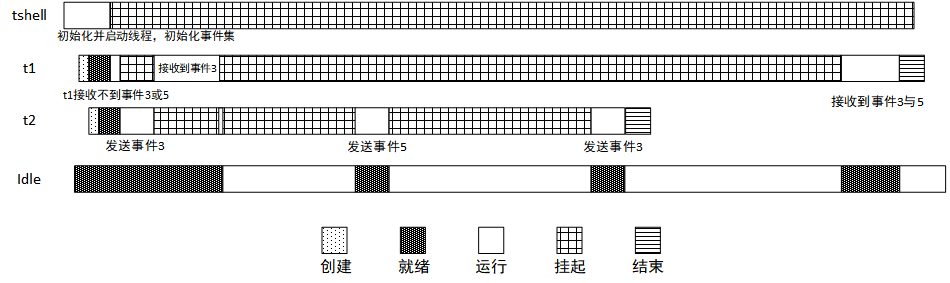 tshell
初始化并启动线程，初始化事件集
t1
接收到事件3
t1接收不到事件3或5
接收到事件3与5
t2
发送事件3
发送事件5
发送事件3
Idle
创建
就绪
运行
挂起
结束